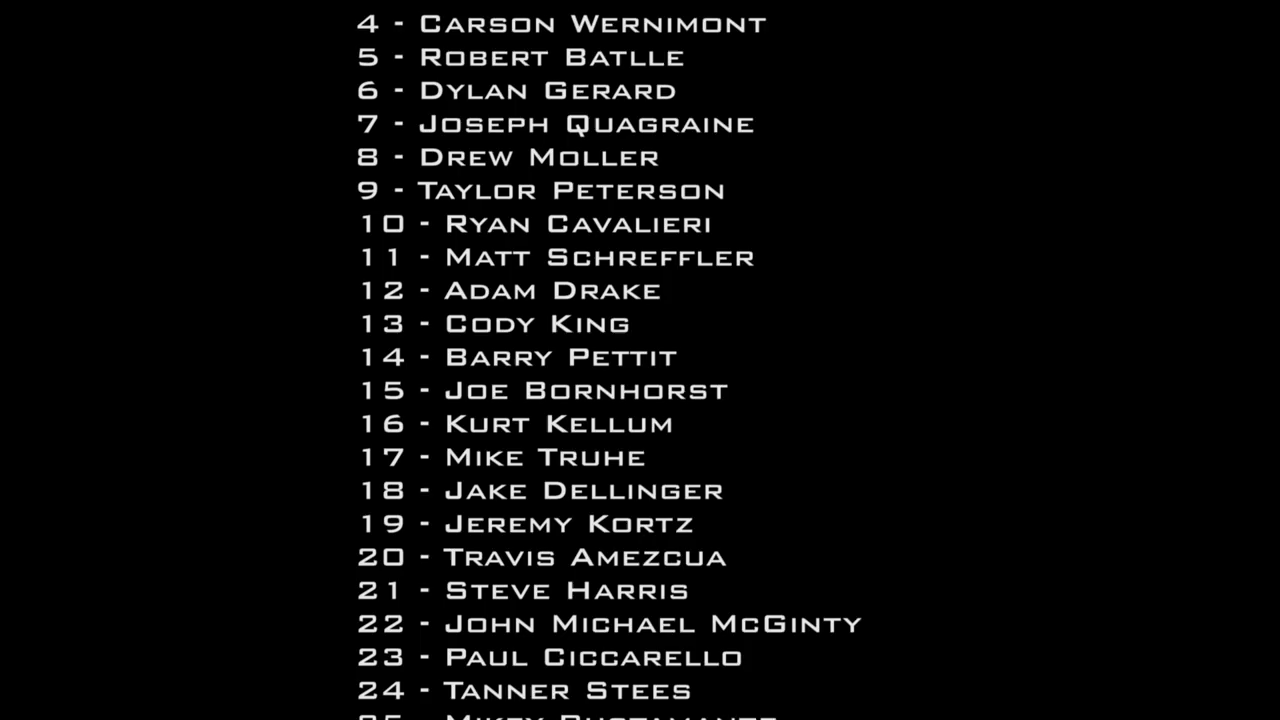 4 - Carson Wernimont
5 - Robert Batlle
6 - Dylan Gerard
7 - Joseph Quagraine
8 - Drew Moller
9 - Taylor Peterson
10 - Ryan Cavalieri
11 - Matt Schreffler
12 - Adam Drake
13 - Cody King
14 - Barry Pettit
15 - Joe Bornhorst
16 - Kurt Kellum
17 - Mike Truhe
18 - Jake Dellinger
19 - Jeremy Kortz
20 - Travis Amezcua
21 - Steve Harris
22 - John Michael McGinty
23 - Paul Ciccarello
24 - Tanner Stees